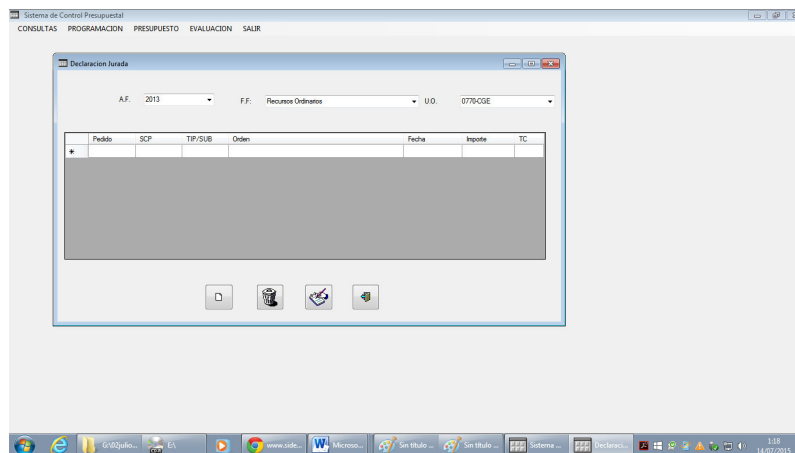 Sistema de Control Presupuestal
CONSULTAS PROGRAMACION PRESUPUESTO EVALUACION SALIR
Declaracion Jurada
A.F. 2013 F.F: Recursos Ordinarios U.O. 0770-CGE
Pedido SCP TIP/SUB Orden Fecha Importe TC
G:\02julio... E:\ www.side... Microso... Sin título ... Sin título ... Sistema ... Declaraci... 1:18
14/07/2015